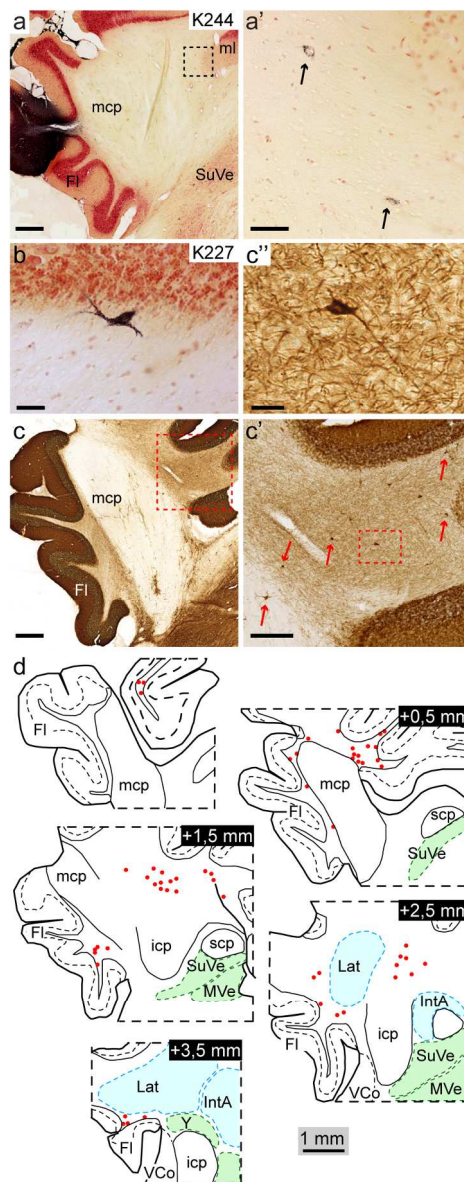 a
K244
ml
mcp
Fl
SuVe
a'
b
K227
c''
c
mcp
Fl
c'
d
Fl
mcp
+0,5 mm
mcp
Fl
scp
SuVe
+1,5 mm
mcp
Fl
icp
scp
SuVe
MVe
+2,5 mm
Lat
IntA
Fl
icp
SuVe
VCo
MVe
+3,5 mm
Lat
IntA
Y
Fl
VCo
icp
1 mm